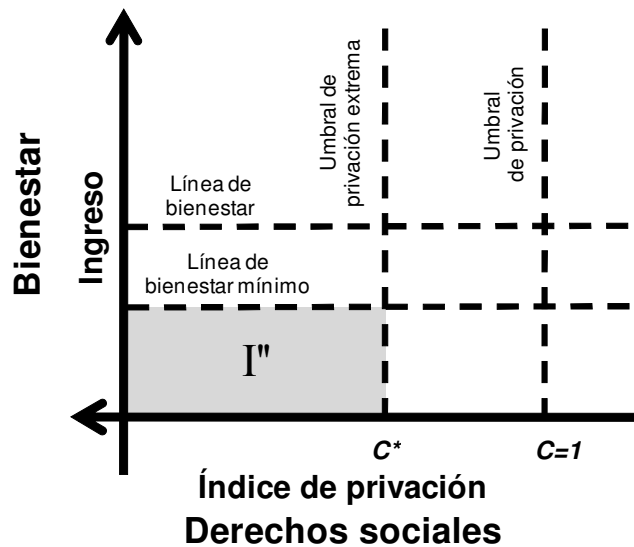 Bienestar
Ingreso
Línea de
bienestar
Línea de
bienestar mínimo
Umbral de
privación extrema
Umbral
de privación
I"
C*
C=1
Índice de privación
Derechos sociales